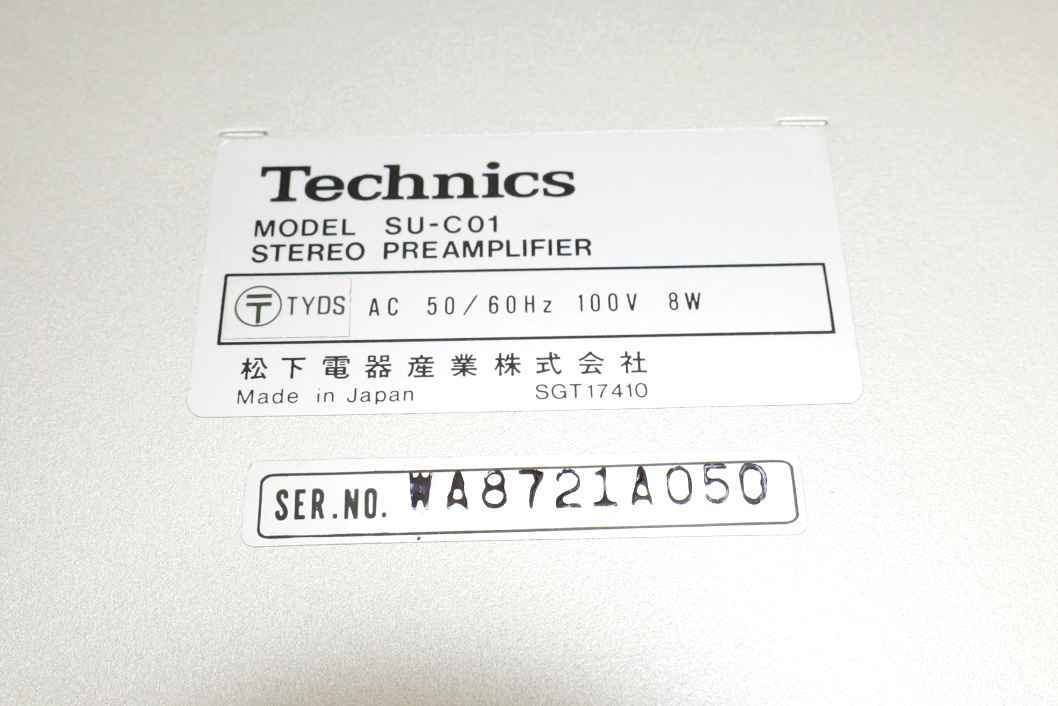 Technics
MODEL SU-C01
STEREO PREAMPLIFIER
〒 TYDS AC 50/60Hz 100V 8W
松下電器産業株式会社
Made in Japan SGT17410
SER.NO. WA8721A050